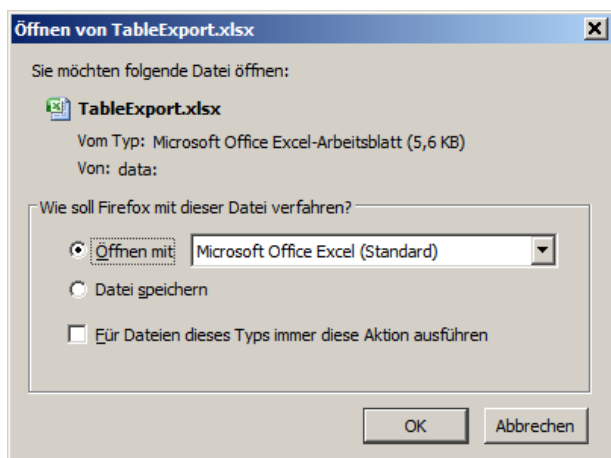 Öffnen von TableExport.xlsx
Sie möchten folgende Datei öffnen:
TableExport.xlsx
Vom Typ: Microsoft Office Excel-Arbeitsblatt (5,6 KB)
Von: data:
Wie soll Firefox mit dieser Datei verfahren?
Öffnen mit Microsoft Office Excel (Standard)
Datei speichern
Für Dateien dieses Typs immer diese Aktion ausführen
OK Abbrechen